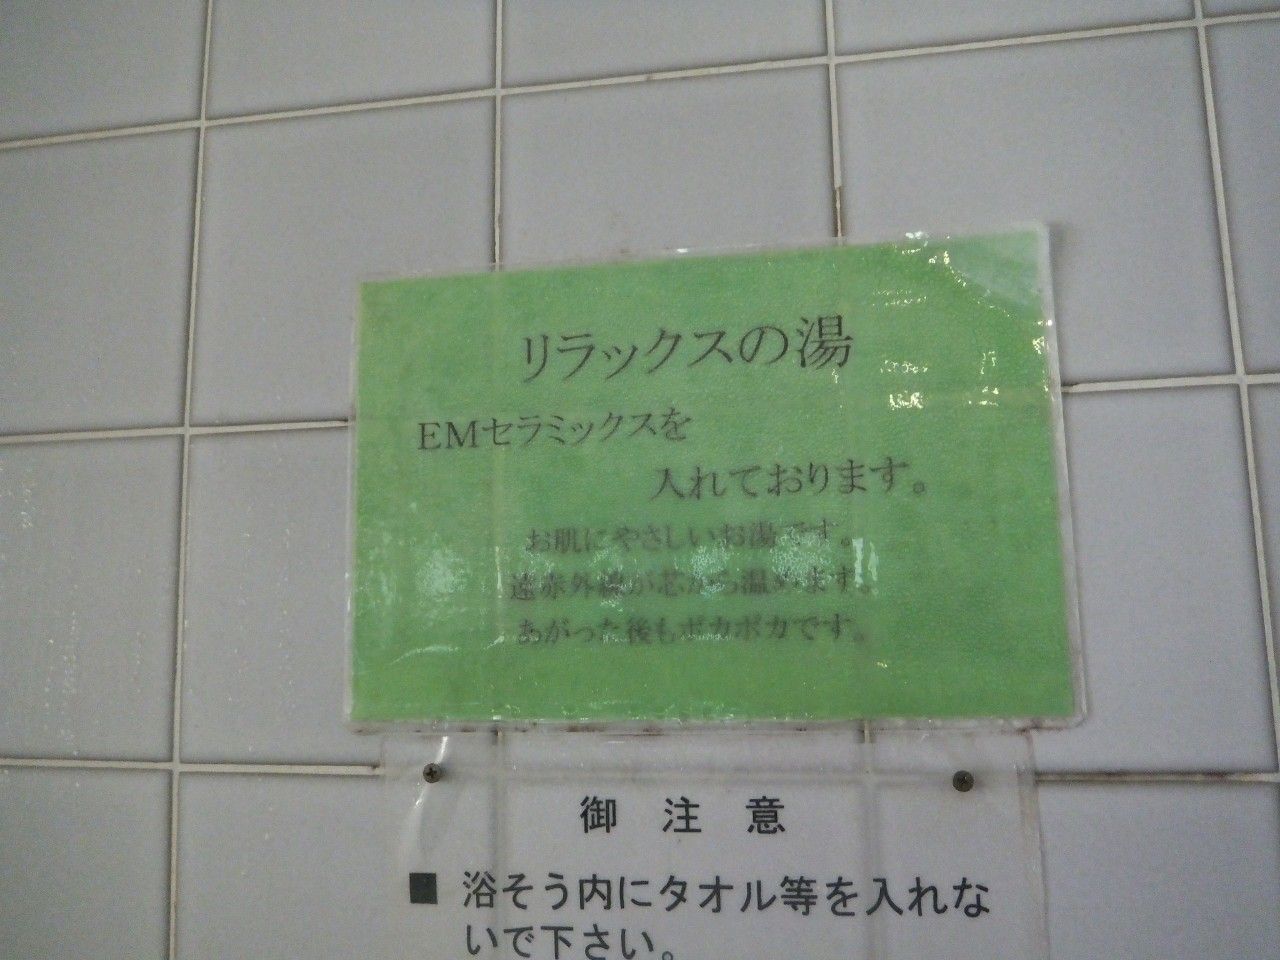 リラックスの湯
EMセラミックスを
入れております。
お肌にやさしいお湯です。
遠赤外線が芯から温めます。
あがった後もポカポカです。
御 注 意
■ 浴そう内にタオル等を入れな
いで下さい。